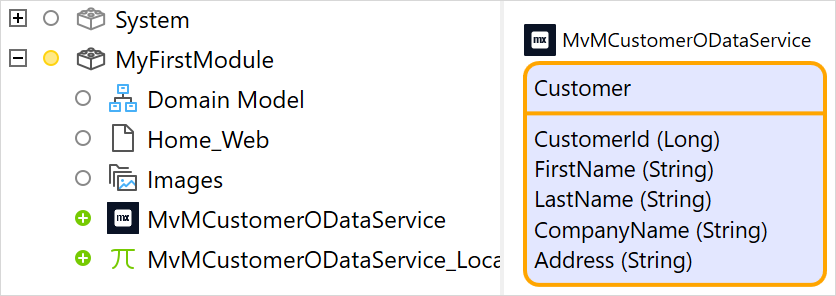 System
MyFirstModule
Domain Model
Home_Web
Images
MvMCustomerODataService
MvMCustomerODataService_Loca
mx MvMCustomerODataService
Customer
CustomerId (Long)
FirstName (String)
LastName (String)
CompanyName (String)
Address (String)